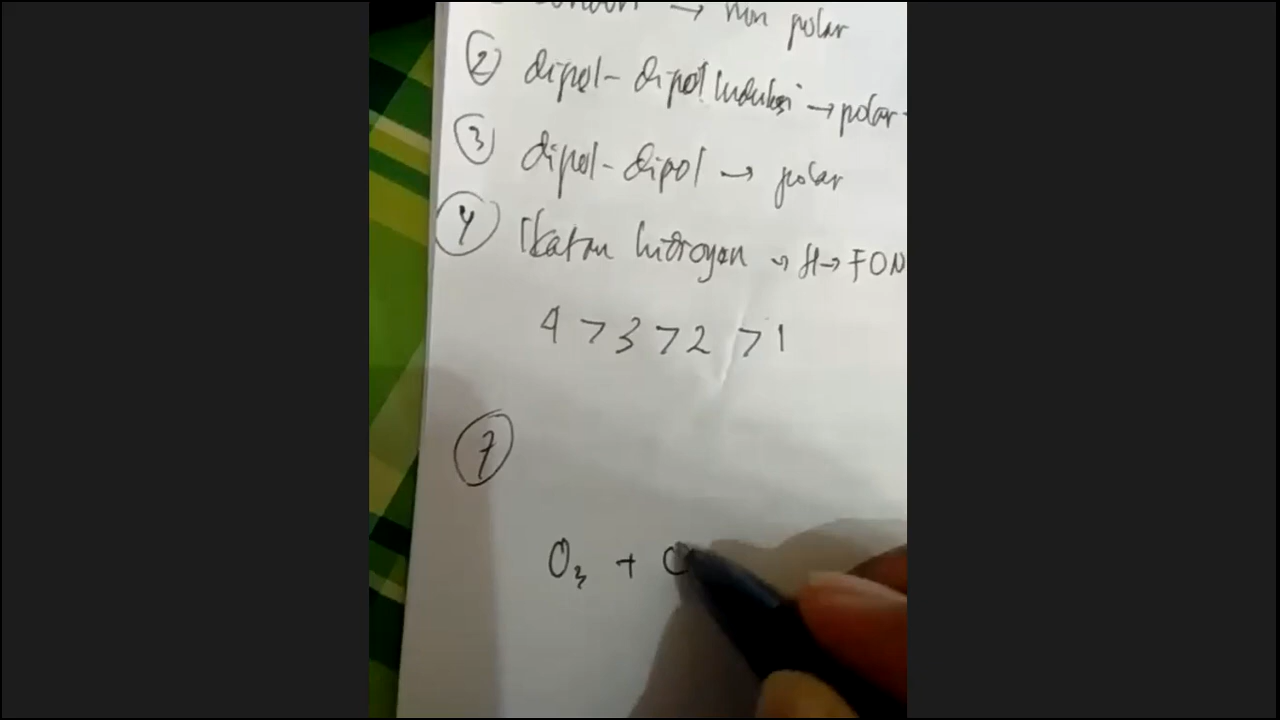 → non polar
② dipol-dipol Induksi → polar-
③ dipol-dipol → polar
④ Ikatan hidrogen → H → FON
4 > 3 > 2 > 1
⑦
O₃ +